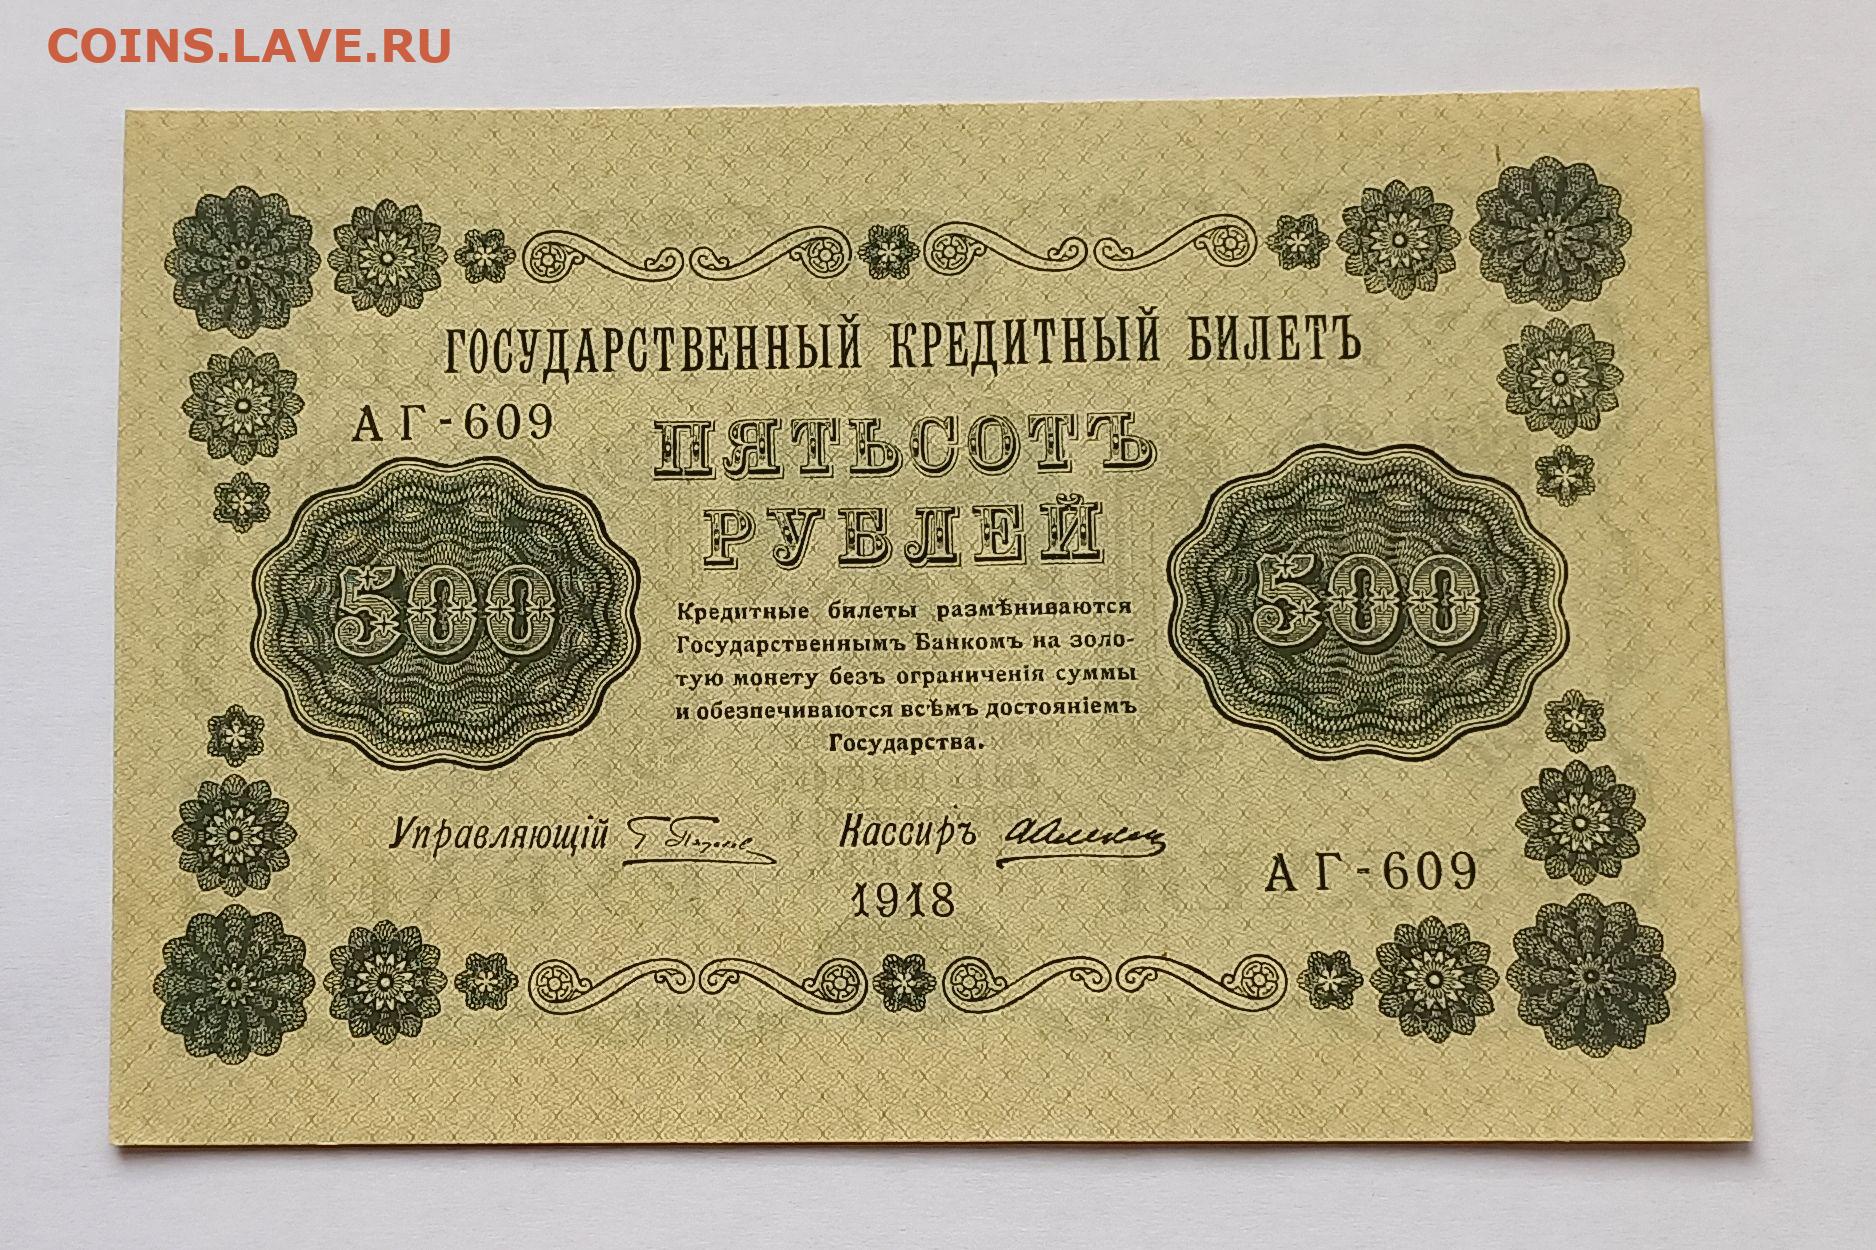 COINS.LAVE.RU
ГОСУДАРСТВЕННЫЙ КРЕДИТНЫЙ БИЛЕТЪ
АГ-609
ПЯТЬСОТЪ
РУБЛЕЙ
500
500
Кредитные билеты размѣниваются
Государственнымъ Банкомъ на золо-
тую монету безъ ограниченія суммы
и обезпечиваются всѣмъ достояніемъ
Государства.
Управляющій
Кассиръ
1918
АГ-609